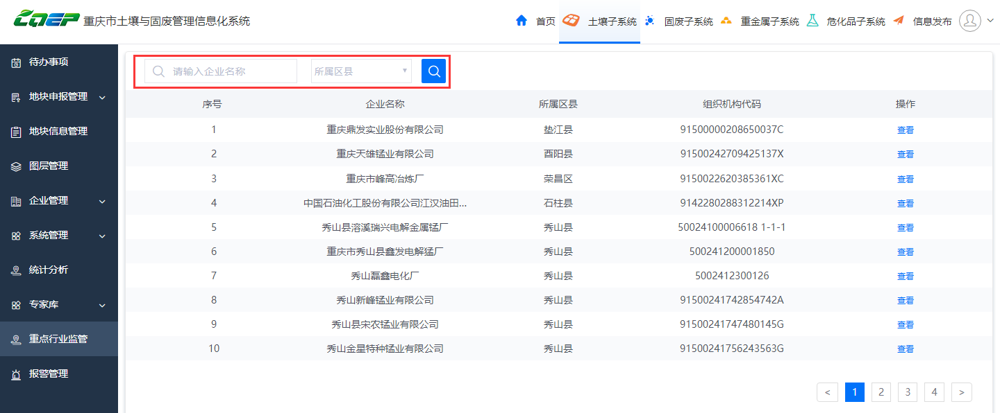 CQEP 重庆市土壤与固废管理信息化系统 首页 土壤子系统 固废子系统 重金属子系统 危化品子系统 信息发布
待办事项
地块申报管理
地块信息管理
图层管理
企业管理
系统管理
统计分析
专家库
重点行业监管
报警管理
请输入企业名称 所属区县
序号 企业名称 所属区县 组织机构代码 操作
1 重庆鼎发实业股份有限公司 垫江县 91500000208650037C 查看
2 重庆天雄锰业有限公司 酉阳县 91500242709425137X 查看
3 重庆市峰高冶炼厂 荣昌区 9150022620385361XC 查看
4 中国石油化工股份有限公司江汉油田... 石柱县 9142280288312214XP 查看
5 秀山县溶溪瑞兴电解金属锰厂 秀山县 50024100006618 1-1-1 查看
6 重庆市秀山县鑫发电解锰厂 秀山县 500241200001850 查看
7 秀山磊鑫电化厂 秀山县 5002412300126 查看
8 秀山新峰锰业有限公司 秀山县 91500241742854742A 查看
9 秀山县宋农锰业有限公司 秀山县 91500241747480145G 查看
10 秀山金星特种锰业有限公司 秀山县 91500241756243563G 查看
< 1 2 3 4 >